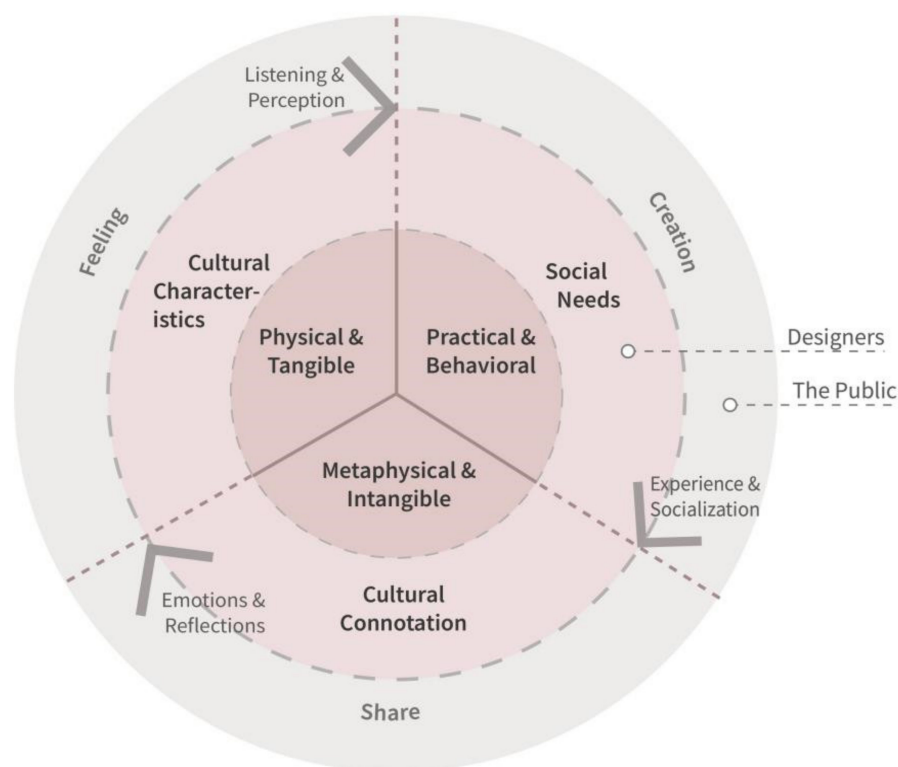 Listening &
Perception
Feeling
Creation
Cultural
Character-
istics
Social
Needs
Physical &
Tangible
Practical &
Behavioral
Designers
The Public
Metaphysical &
Intangible
Experience &
Socialization
Emotions &
Reflections
Cultural
Connotation
Share